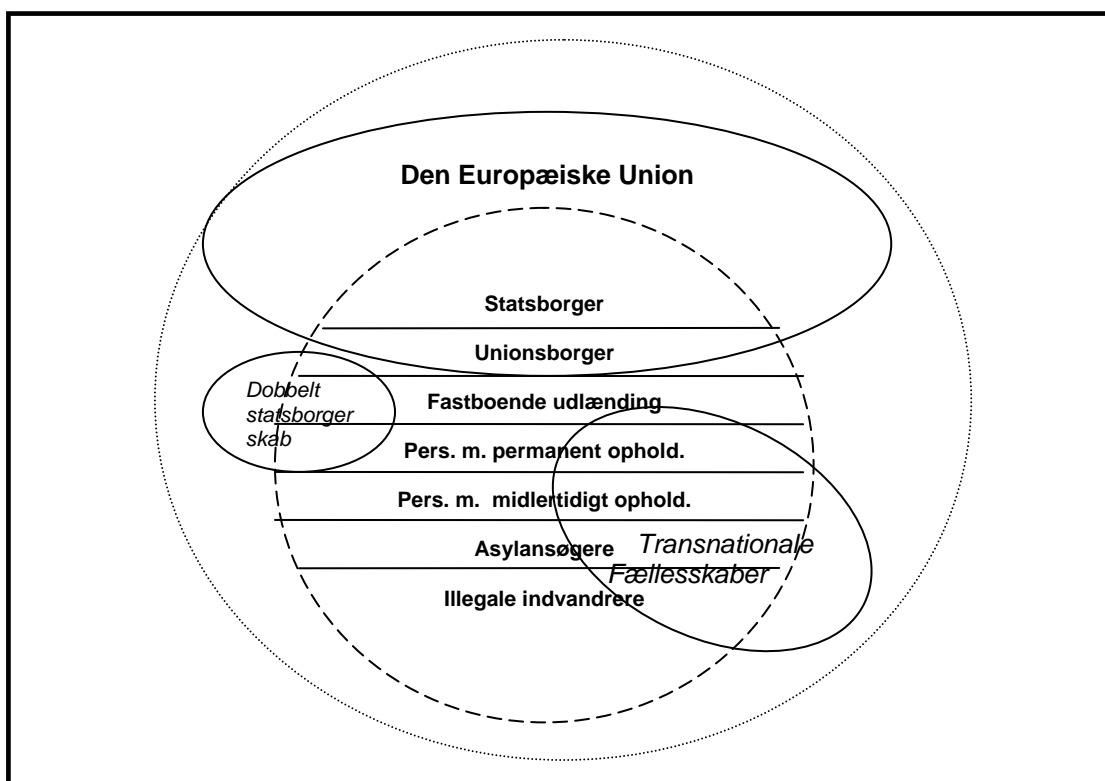 Den Europæiske Union
Statsborger
Unionsborger
Dobbelt
statsborger
skab
Fastboende udlænding
Pers. m. permanent ophold.
Pers. m. midlertidigt ophold.
Asylansøgere
Transnationale
Fællesskaber
Illegale indvandrere